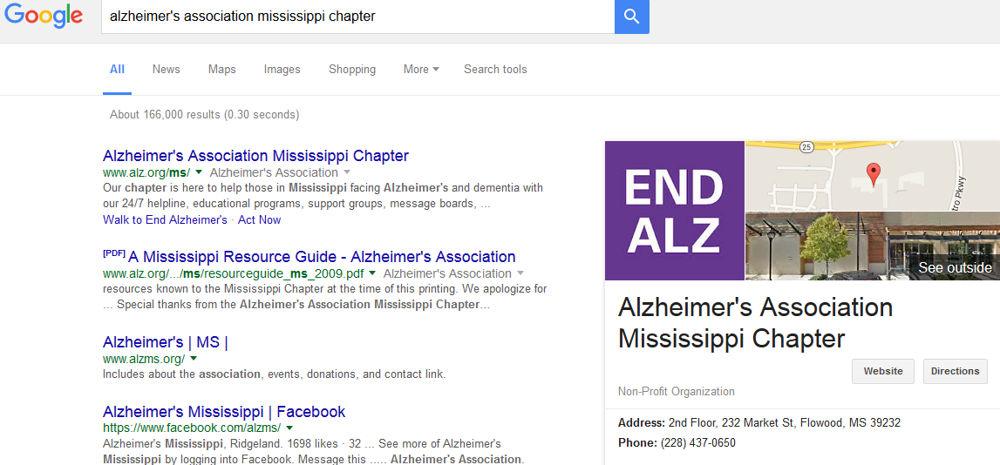 Google
alzheimer's association mississippi chapter
All News Maps Images Shopping More Search tools
About 166,000 results (0.30 seconds)
Alzheimer's Association Mississippi Chapter
www.alz.org/ms/ Alzheimer's Association
Our chapter is here to help those in Mississippi facing Alzheimer's and dementia with
our 24/7 helpline, educational programs, support groups, message boards, ...
Walk to End Alzheimer's · Act Now
[PDF] A Mississippi Resource Guide - Alzheimer's Association
www.alz.org/.../ms/resourceguide_ms_2009.pdf Alzheimer's Association
resources known to the Mississippi Chapter at the time of this printing. We apologize for
... Special thanks from the Alzheimer's Association Mississippi Chapter...
Alzheimer's | MS |
www.alzms.org/
Includes about the association, events, donations, and contact link.
Alzheimer's Mississippi | Facebook
https://www.facebook.com/alzms/
Alzheimer's Mississippi, Ridgeland. 1698 likes · 32 ... See more of Alzheimer's
Mississippi by logging into Facebook. Message this ..... Alzheimer's Association.
END
ALZ
25
tro Pkwy
See outside
Alzheimer's Association
Mississippi Chapter
Website Directions
Non-Profit Organization
Address: 2nd Floor, 232 Market St, Flowood, MS 39232
Phone: (228) 437-0650